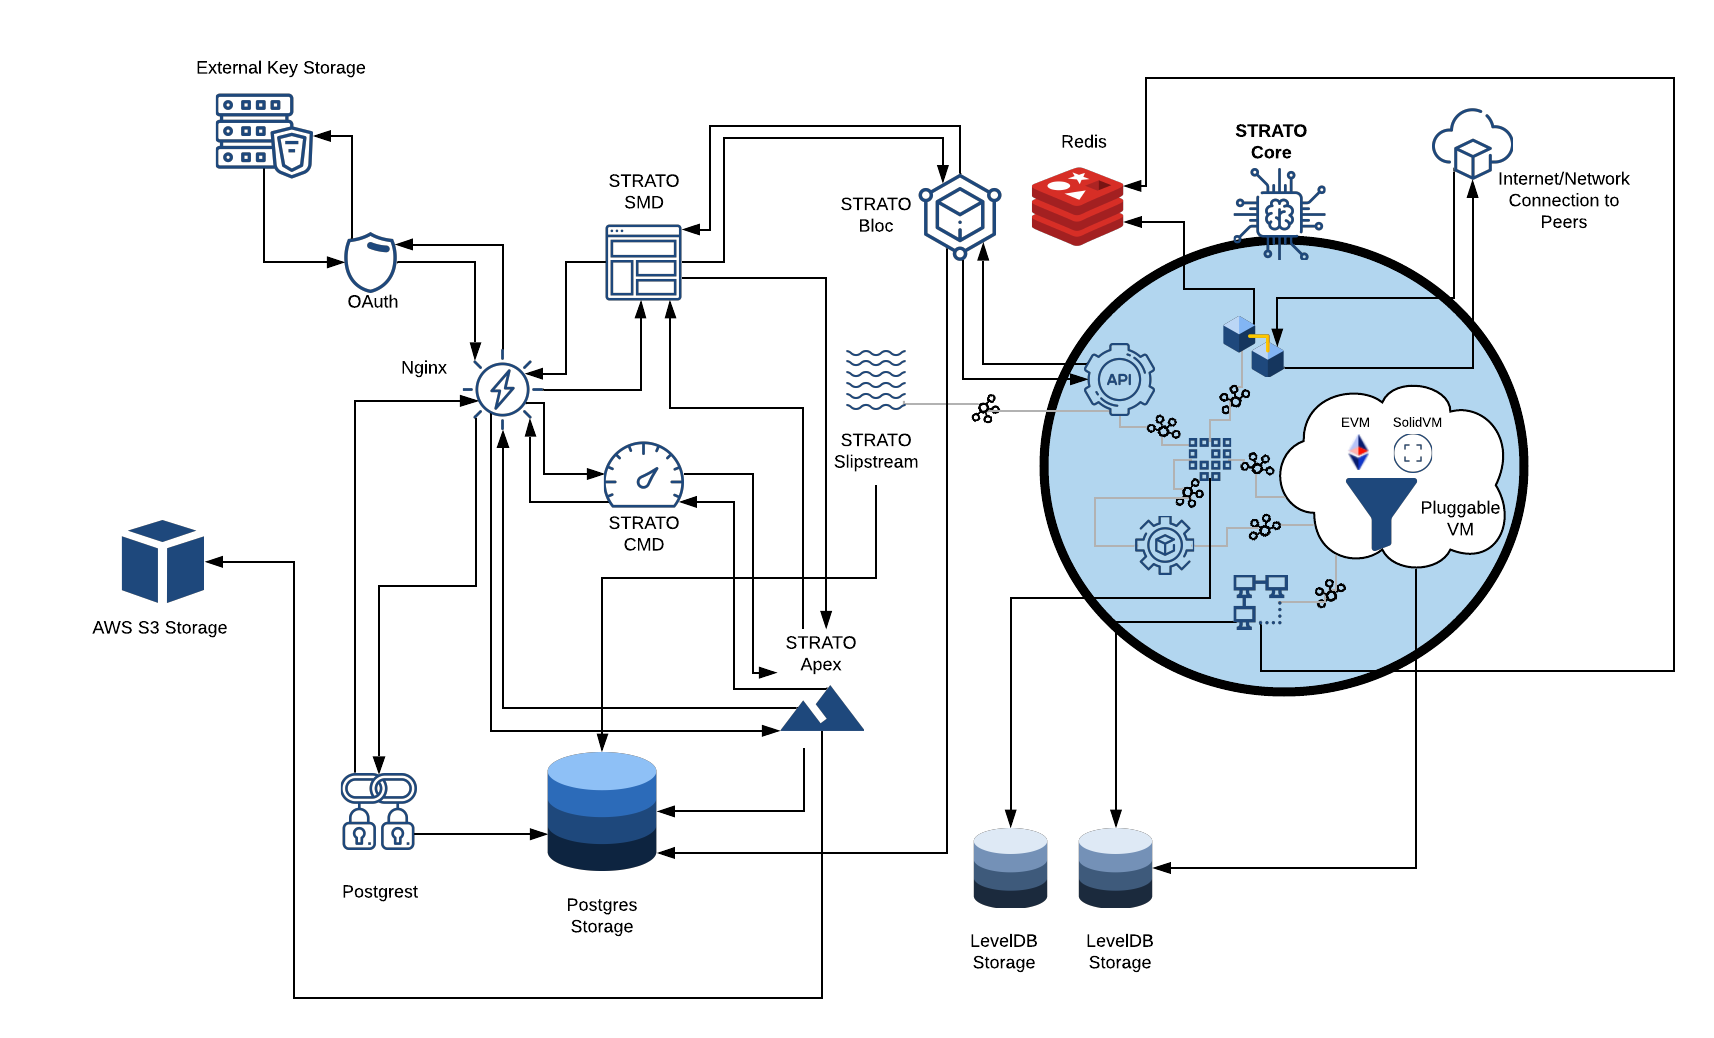 External Key Storage
STRATO
Core
Redis
STRATO
SMD
Internet/Network
Connection to
Peers
STRATO
Bloc
OAuth
Nginx
API
EVM
SolidVM
STRATO
Slipstream
Pluggable
VM
STRATO
CMD
AWS S3 Storage
STRATO
Apex
Postgrest
Postgres
Storage
LevelDB
Storage
LevelDB
Storage